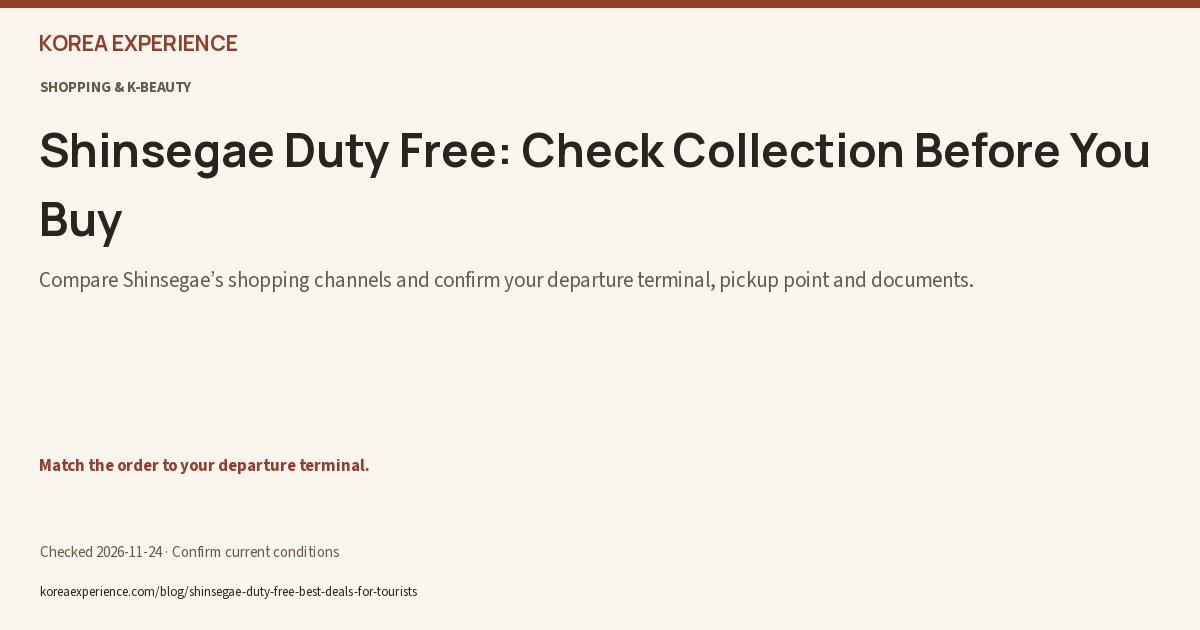 KOREA EXPERIENCE
SHOPPING & K-BEAUTY
Shinsegae Duty Free: Check Collection Before You
Buy
Compare Shinsegae’s shopping channels and confirm your departure terminal, pickup point and documents.
Match the order to your departure terminal.
Checked 2026-11-24 · Confirm current conditions
koreaexperience.com/blog/shinsegae-duty-free-best-deals-for-tourists